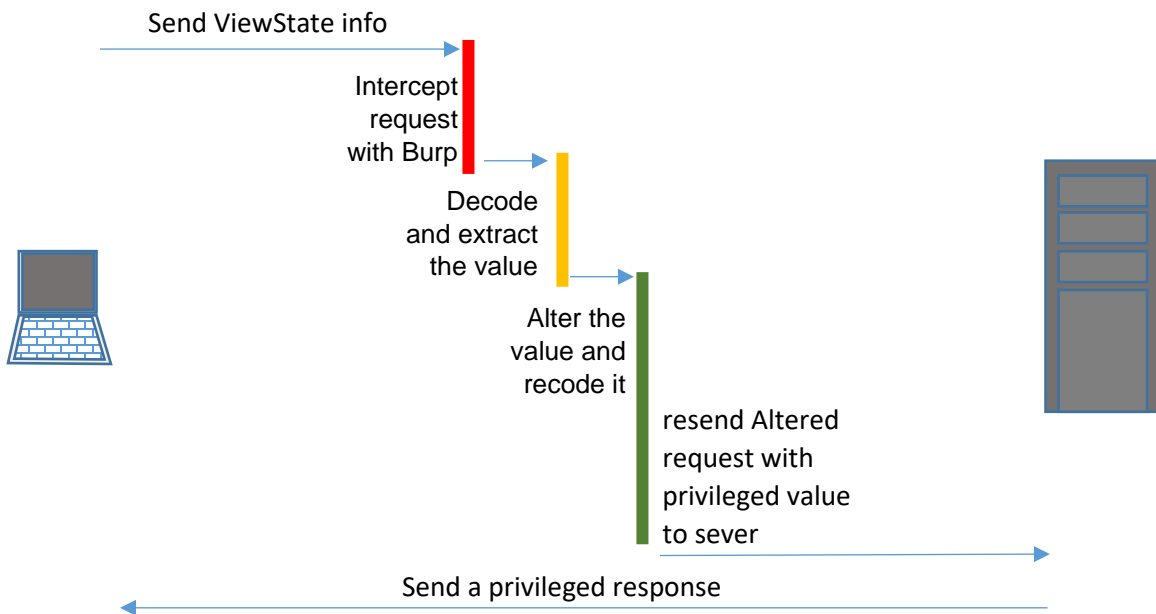 Send ViewState info
Intercept
request
with Burp
Decode
and extract
the value
Alter the
value and
recode it
resend Altered
request with
privileged value
to sever
Send a privileged response